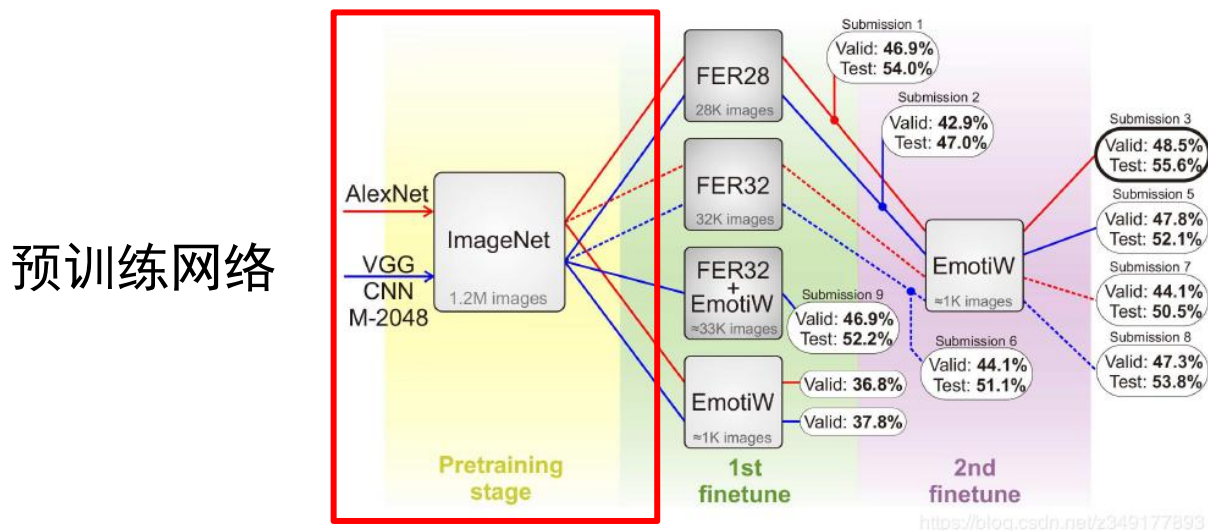 预训练网络
AlexNet
VGG
CNN
M-2048
ImageNet
1.2M images
Pretraining
stage
FER28
28K images
FER32
32K images
FER32
+
EmotiW
≈33K images
EmotiW
≈1K images
1st
finetune
Submission 1
Valid: 46.9%
Test: 54.0%
Submission 2
Valid: 42.9%
Test: 47.0%
Submission 9
Valid: 46.9%
Test: 52.2%
Valid: 36.8%
Valid: 37.8%
EmotiW
≈1K images
Submission 6
Valid: 44.1%
Test: 51.1%
2nd
finetune
Submission 3
Valid: 48.5%
Test: 55.6%
Submission 5
Valid: 47.8%
Test: 52.1%
Submission 7
Valid: 44.1%
Test: 50.5%
Submission 8
Valid: 47.3%
Test: 53.8%
https://blog.csdn.net/z349177893